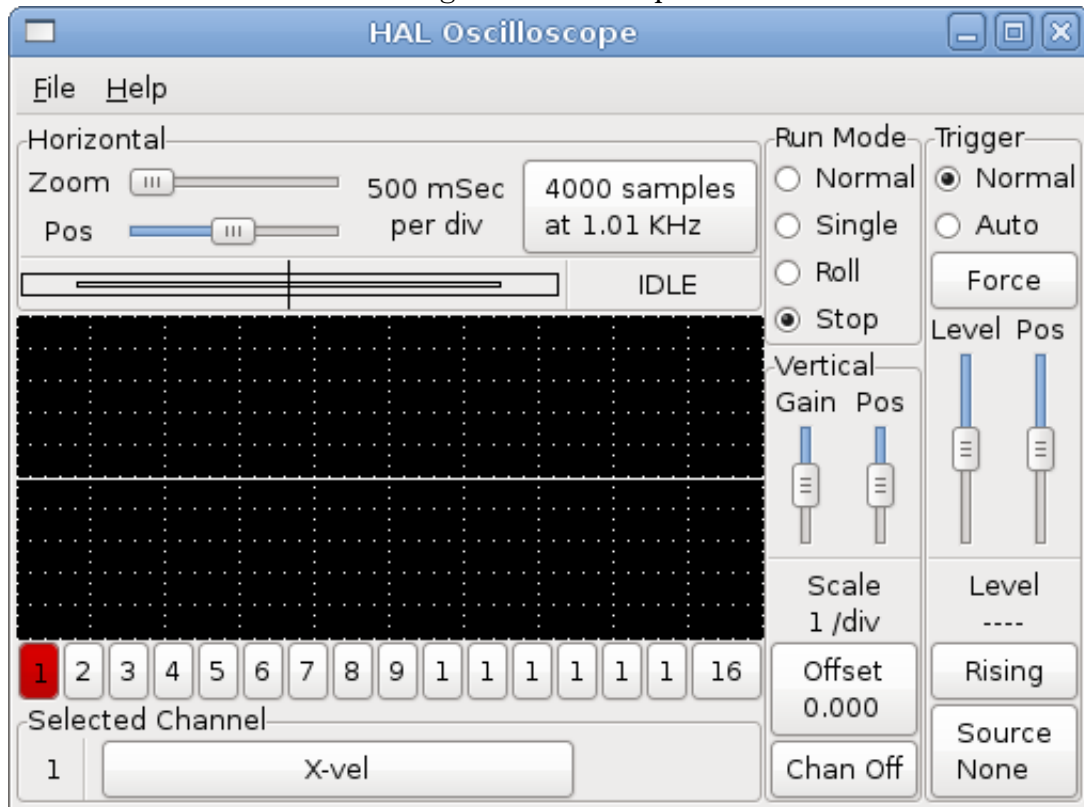 HAL Oscilloscope
File Help
Horizontal
Zoom
Pos
500 mSec
per div
4000 samples
at 1.01 KHz
IDLE
Run Mode
Normal
Single
Roll
Stop
Trigger
Normal
Auto
Force
Level Pos
Vertical
Gain Pos
Scale
1 /div
Offset
0.000
Chan Off
Level
----
Rising
Source
None
1 2 3 4 5 6 7 8 9 1 1 1 1 1 1 16
Selected Channel
1 X-vel